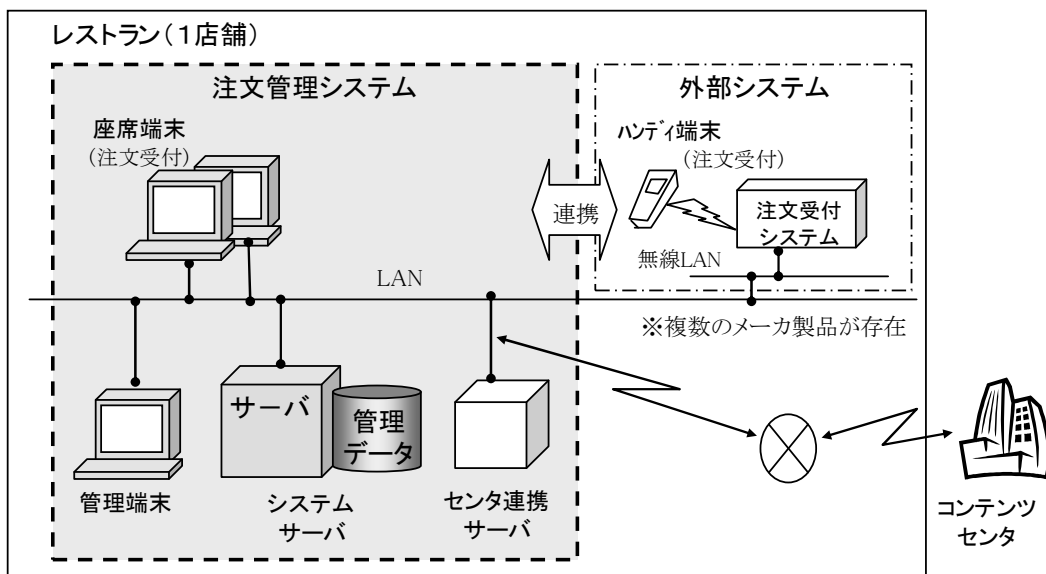 レストラン(1店舗)
注文管理システム
外部システム
座席端末
(注文受付)
ハンディ端末
(注文受付)
連携
注文受付
システム
無線LAN
LAN
※複数のメーカ製品が存在
サーバ
管理
データ
管理端末
システム
サーバ
センタ連携
サーバ
コンテンツ
センタ